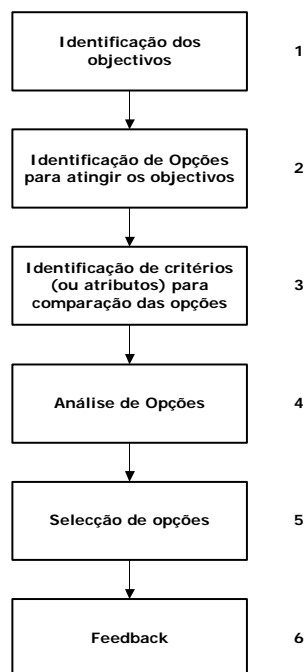 Identificação dos
objectivos
1
Identificação de Opções
para atingir os objectivos
2
Identificação de critérios
(ou atributos) para
comparação das opções
3
Análise de Opções
4
Selecção de opções
5
Feedback
6